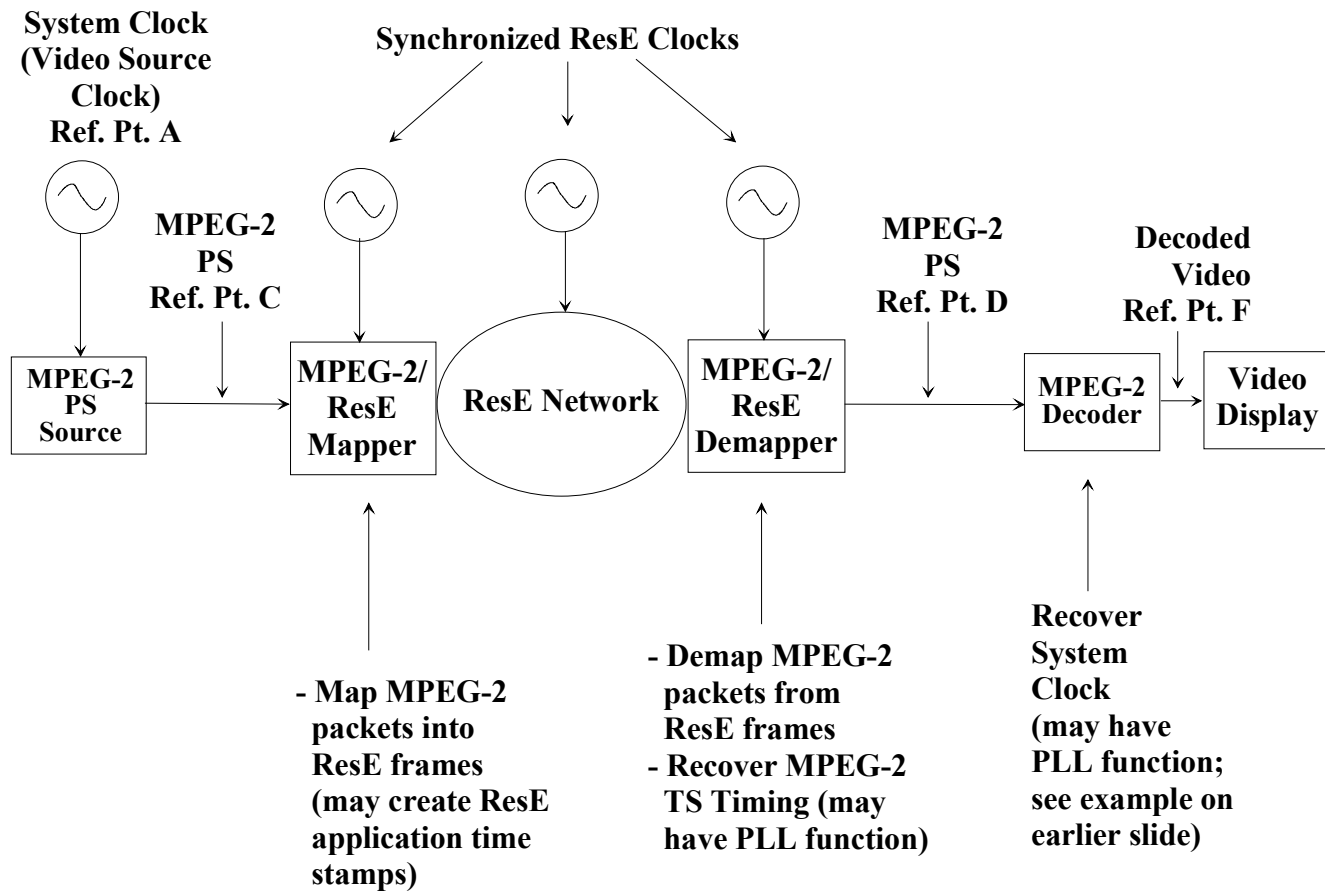 System Clock
(Video Source
Clock)
Ref. Pt. A
Synchronized ResE Clocks
MPEG-2
PS
Ref. Pt. C
MPEG-2
PS
Ref. Pt. D
Decoded
Video
Ref. Pt. F
MPEG-2
PS
Source
MPEG-2/
ResE
Mapper
ResE Network
MPEG-2/
ResE
Demapper
MPEG-2
Decoder
Video
Display
- Map MPEG-2
packets into
ResE frames
(may create ResE
application time
stamps)
- Demap MPEG-2
packets from
ResE frames
- Recover MPEG-2
TS Timing (may
have PLL function)
Recover
System
Clock
(may have
PLL function;
see example on
earlier slide)